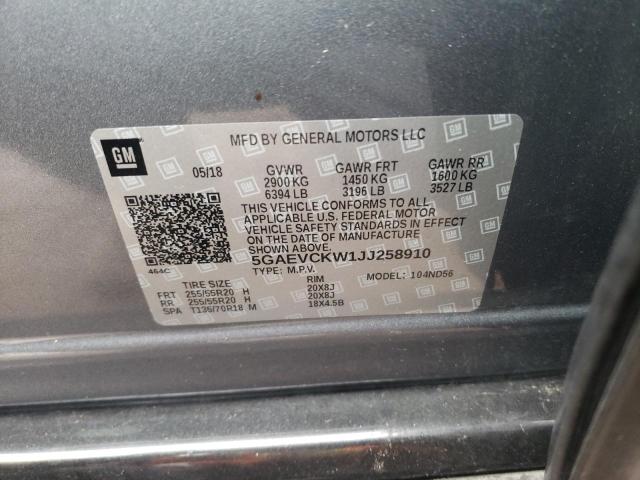 GM
MFD BY GENERAL MOTORS LLC
05/18 GVWR GAWR FRT GAWR RR
2900 KG 1450 KG 1600 KG
6394 LB 3196 LB 3527 LB
THIS VEHICLE CONFORMS TO ALL
APPLICABLE U.S. FEDERAL MOTOR
VEHICLE SAFETY STANDARDS IN EFFECT
ON THE DATE OF MANUFACTURE
SHOWN ABOVE.
464C 5GAEVCKW1JJ258910
TYPE: M.P.V. MODEL: 104ND56
TIRE SIZE RIM
FRT 255/55R20 H 20X8J
RR 255/55R20 H 20X8J
SPA T135/70R18 M 18X4.5B